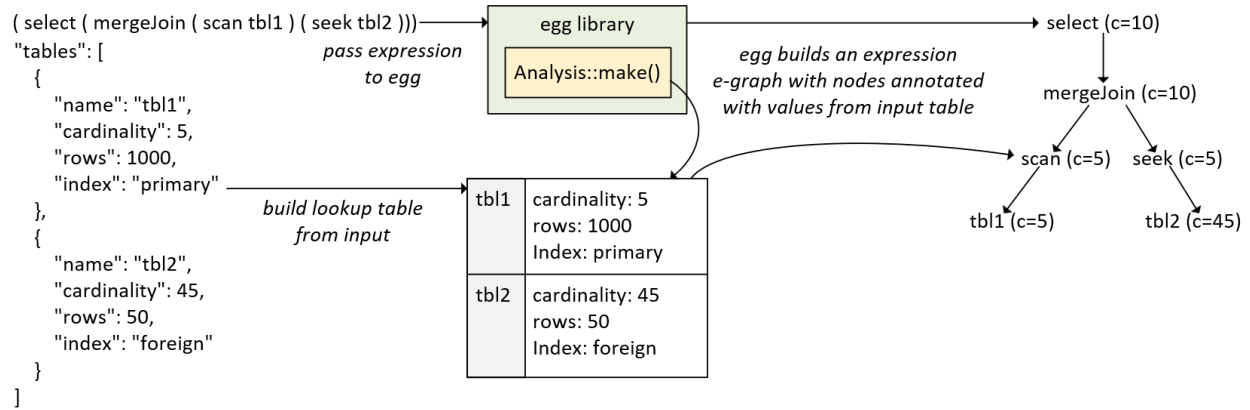 ( select ( mergeJoin ( scan tbl1 ) ( seek tbl2 )))
"tables": [
{
"name": "tbl1",
"cardinality": 5,
"rows": 1000,
"index": "primary"
},
{
"name": "tbl2",
"cardinality": 45,
"rows": 50,
"index": "foreign"
}
]
pass expression
to egg
build lookup table
from input
egg library
Analysis::make()
egg builds an expression
e-graph with nodes annotated
with values from input table
tbl1
cardinality: 5
rows: 1000
Index: primary
tbl2
cardinality: 45
rows: 50
Index: foreign
select (c=10)
mergeJoin (c=10)
scan (c=5) seek (c=5)
tbl1 (c=5) tbl2 (c=45)